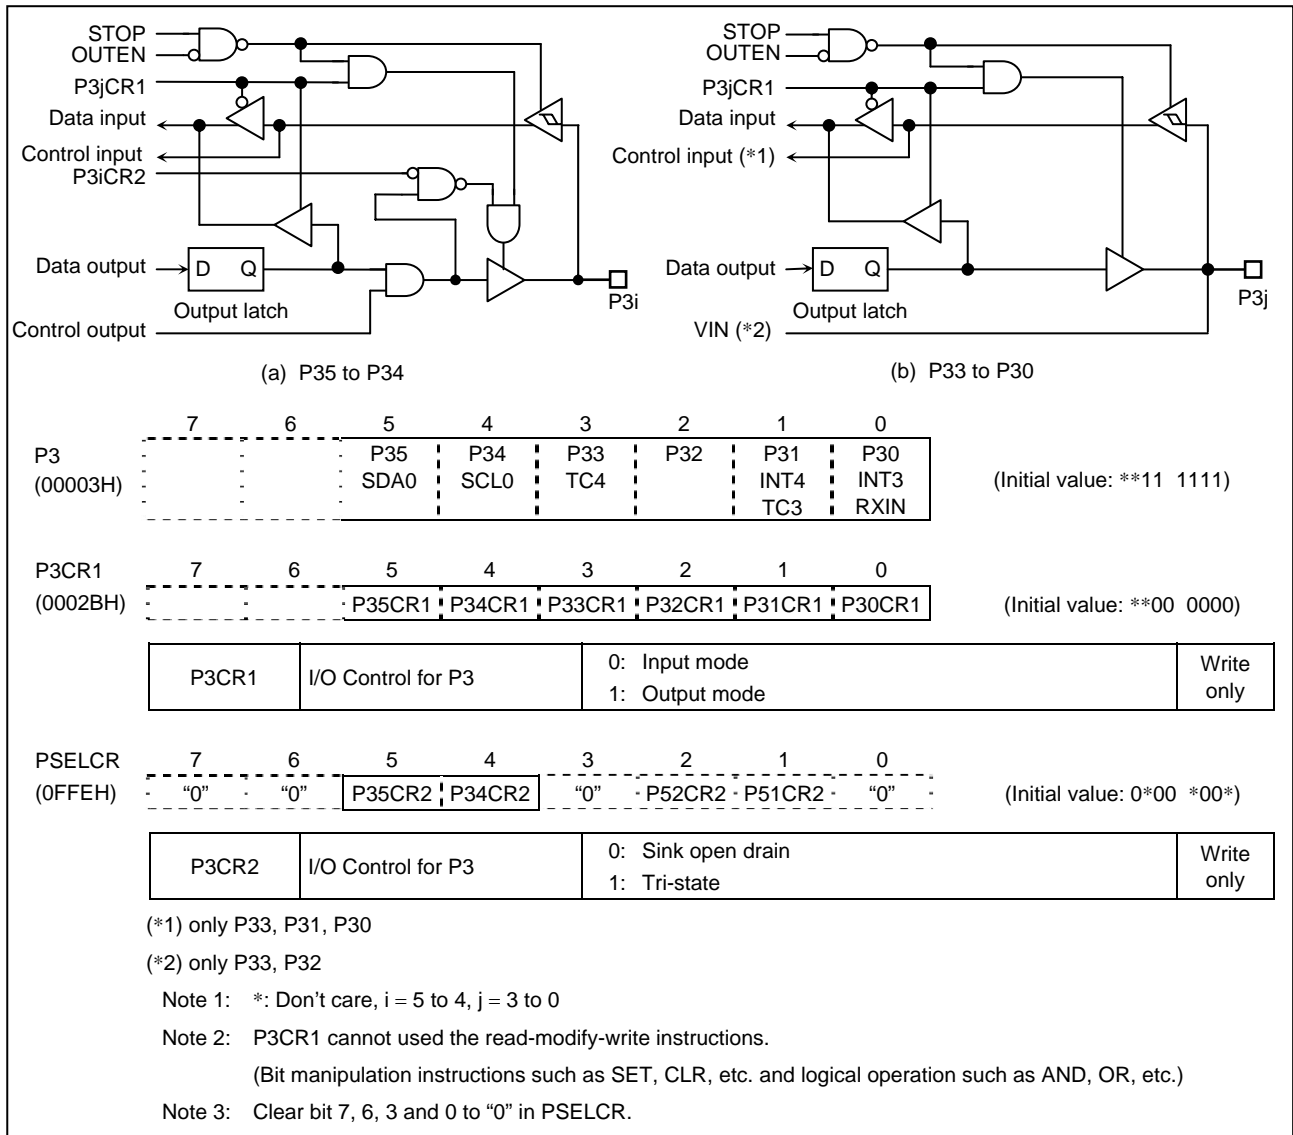 STOP
OUTEN
P3jCR1
Data input
Control input
P3iCR2
Data output
D Q
Output latch
Control output
P3i
(a) P35 to P34
STOP
OUTEN
P3jCR1
Data input
Control input (*1)
Data output
D Q
Output latch
VIN (*2)
P3j
(b) P33 to P30
7 6 5 4 3 2 1 0
P3
(00003H)
P35 P34 P33 P32 P31 P30
SDA0 SCL0 TC4 INT4 INT3
TC3 RXIN
(Initial value: **11 1111)
P3CR1 7 6 5 4 3 2 1 0
(0002BH) P35CR1 P34CR1 P33CR1 P32CR1 P31CR1 P30CR1 (Initial value: **00 0000)
P3CR1 I/O Control for P3
0: Input mode
1: Output mode
Write
only
PSELCR 7 6 5 4 3 2 1 0
(0FFEH) “0” “0” P35CR2 P34CR2 “0” P52CR2 P51CR2 “0” (Initial value: 0*00 *00*)
P3CR2 I/O Control for P3
0: Sink open drain
1: Tri-state
Write
only
(*1) only P33, P31, P30
(*2) only P33, P32
Note 1: *: Don’t care, i = 5 to 4, j = 3 to 0
Note 2: P3CR1 cannot used the read-modify-write instructions.
(Bit manipulation instructions such as SET, CLR, etc. and logical operation such as AND, OR, etc.)
Note 3: Clear bit 7, 6, 3 and 0 to “0” in PSELCR.